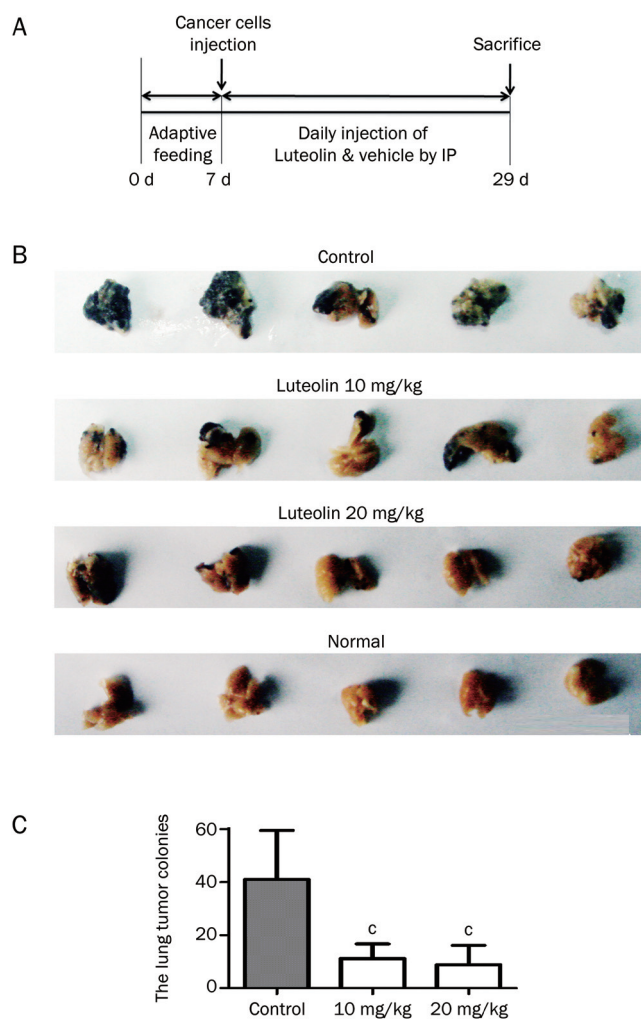 A
Cancer cells
injection
Sacrifice
Adaptive
feeding
Daily injection of
Luteolin & vehicle by IP
0 d
7 d
29 d
B
Control
Luteolin 10 mg/kg
Luteolin 20 mg/kg
Normal
C
The lung tumor colonies
60
40
20
0
c
c
Control
10 mg/kg
20 mg/kg